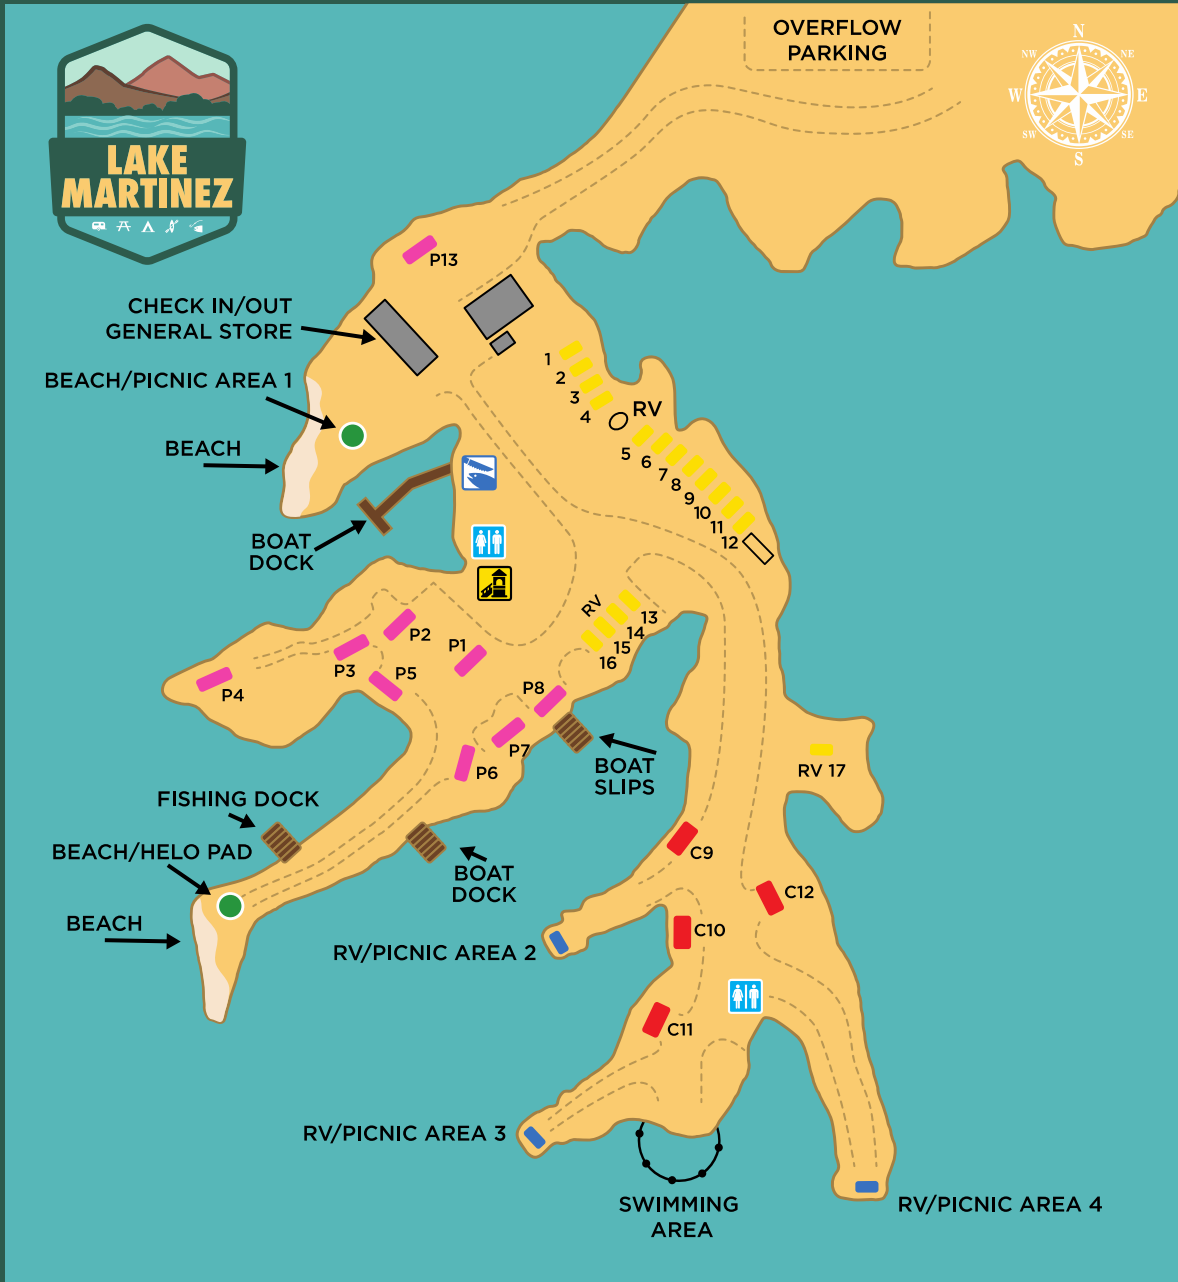 OVERFLOW
PARKING
N
NW
NE
W
E
SW
SE
S
LAKE
MARTINEZ
P13
CHECK IN/OUT
GENERAL STORE
BEACH/PICNIC AREA 1
BEACH
BOAT
DOCK
1
2
3
4
RV
5
6
7
8
9
10
11
12
RV
13
14
15
16
P2
P1
P3
P5
P4
P8
P7
P6
BOAT
SLIPS
RV 17
FISHING DOCK
BEACH/HELO PAD
BEACH
BOAT
DOCK
C9
C12
C10
RV/PICNIC AREA 2
C11
RV/PICNIC AREA 3
SWIMMING
AREA
RV/PICNIC AREA 4